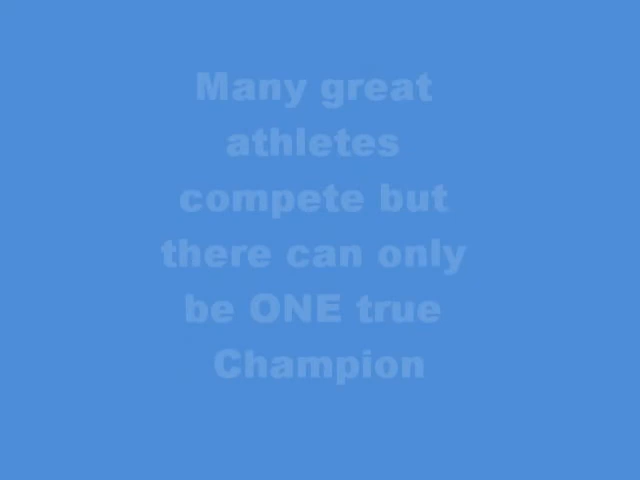 Many great
athletes
compete but
there can only
be ONE true
Champion